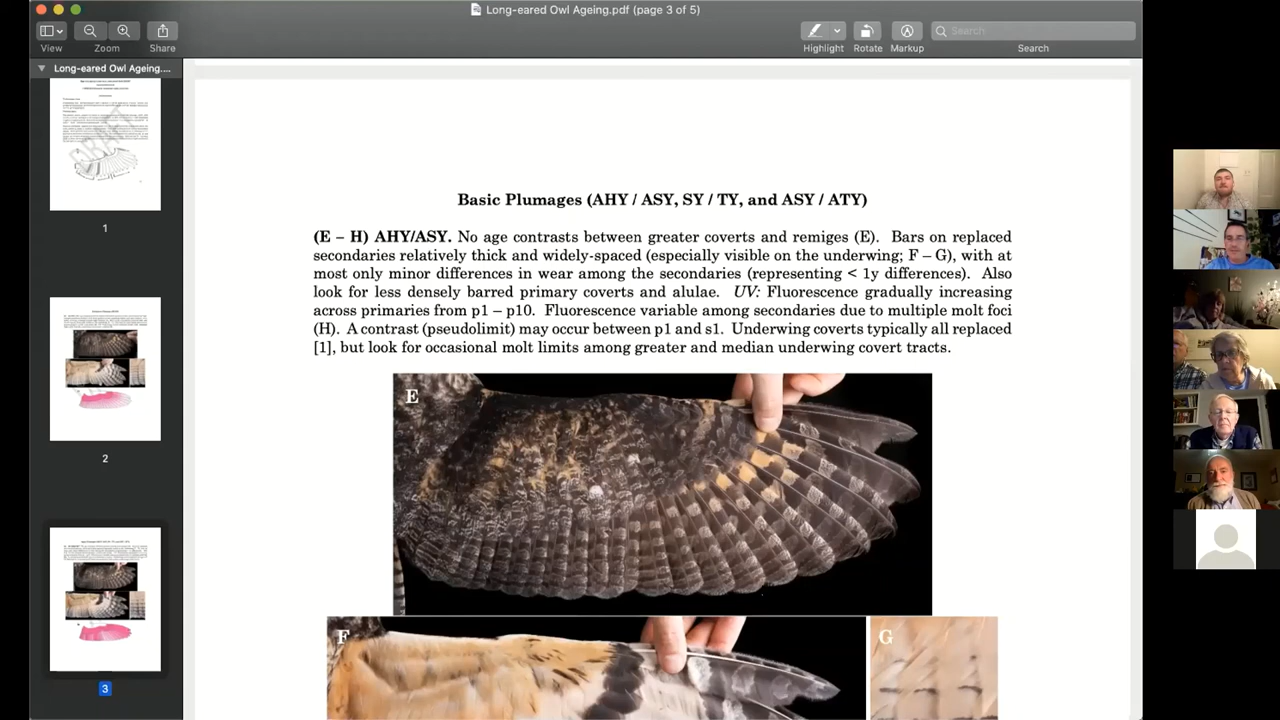 Long-eared Owl Ageing.pdf (page 3 of 5)
View
Zoom
Share
Highlight
Rotate
Markup
Search
Search
Long-eared Owl Ageing....
DRAFT
1
2
3
Basic Plumages (AHY / ASY, SY / TY, and ASY / ATY)
(E – H) AHY/ASY. No age contrasts between greater coverts and remiges (E). Bars on replaced
secondaries relatively thick and widely-spaced (especially visible on the underwing; F – G), with at
most only minor differences in wear among the secondaries (representing < 1y differences). Also
look for less densely barred primary coverts and alulae. UV: Fluorescence gradually increasing
across primaries from p1 – p10. Fluorescence variable among secondaries due to multiple molt foci
(H). A contrast (pseudolimit) may occur between p1 and s1. Underwing coverts typically all replaced
[1], but look for occasional molt limits among greater and median underwing covert tracts.
E
F
G